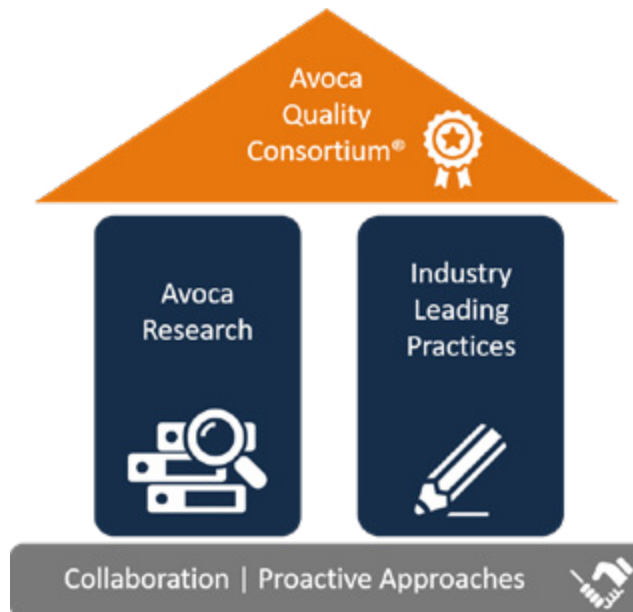 Avoca
Quality
Consortium®
Avoca
Research
Industry
Leading
Practices
Collaboration | Proactive Approaches